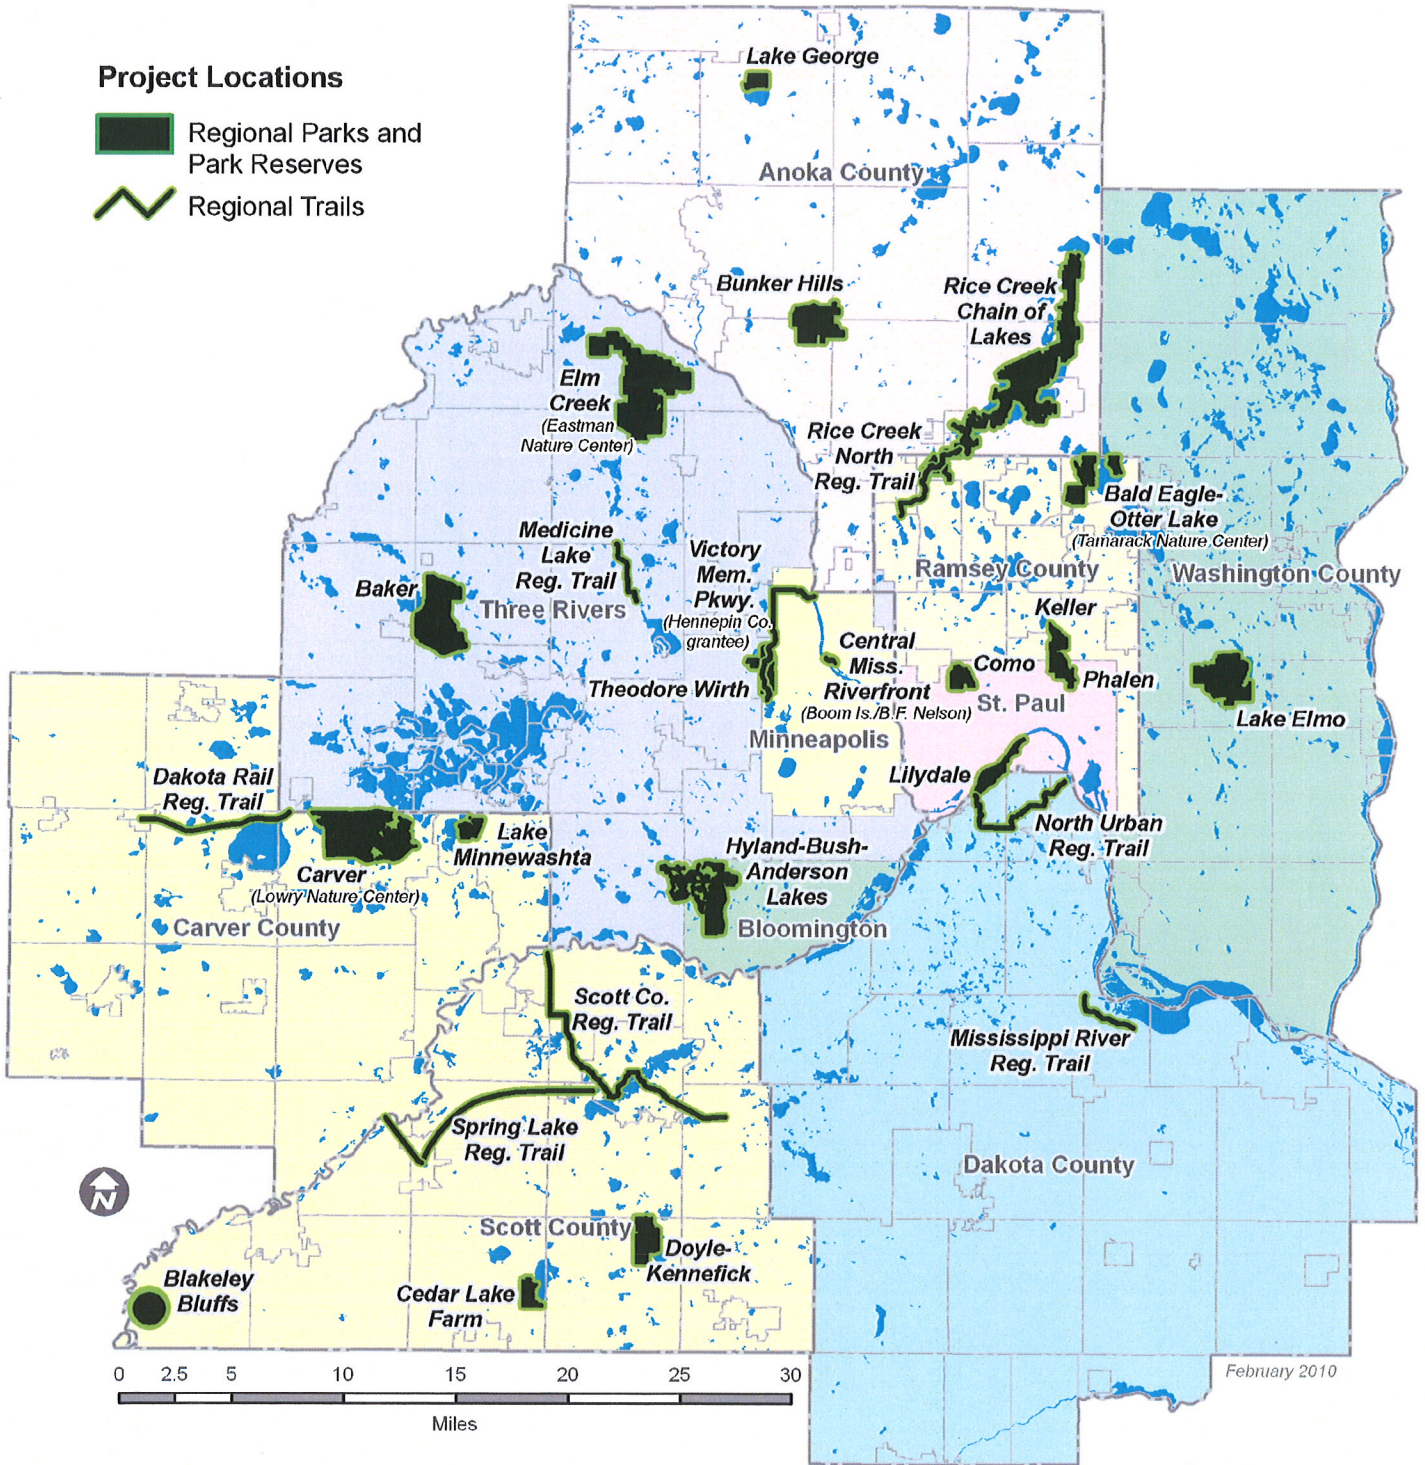 Project Locations
Regional Parks and
Park Reserves
Regional Trails
Lake George
Anoka County
Bunker Hills
Rice Creek
Chain of
Lakes
Elm
Creek
(Eastman
Nature Center)
Rice Creek
North
Reg. Trail
Bald Eagle-
Otter Lake
(Tamarack Nature Center)
Medicine
Lake
Reg. Trail
Victory
Mem.
Pkwy.
(Hennepin Co.
grantee)
Ramsey County
Washington County
Baker
Three Rivers
Keller
Central
Miss.
Riverfront
(Boom Is./B.F. Nelson)
Como
Phalen
Theodore Wirth
St. Paul
Lake Elmo
Minneapolis
Lilydale
Dakota Rail
Reg. Trail
North Urban
Reg. Trail
Lake
Minnewashta
Carver
(Lowry Nature Center)
Hyland-Bush-
Anderson
Lakes
Carver County
Bloomington
Scott Co.
Reg. Trail
Mississippi River
Reg. Trail
Spring Lake
Reg. Trail
Dakota County
N
Scott County
Doyle-
Kennefick
Blakeley
Bluffs
Cedar Lake
Farm
February 2010
0 2.5 5 10 15 20 25 30
Miles